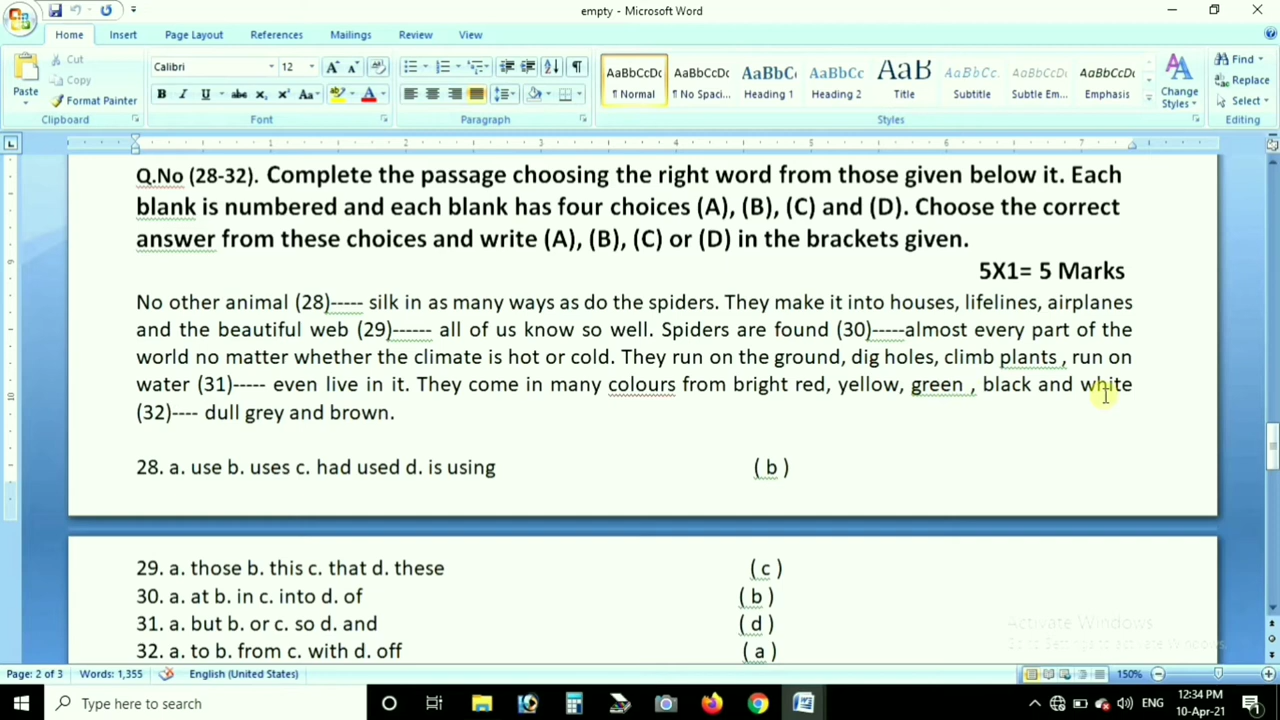 empty - Microsoft Word
Home Insert Page Layout References Mailings Review View
Cut
Copy
Paste
Format Painter
Clipboard
Calibri 12
Font
Paragraph
AaBbCcDc AaBbCcDc AaBbC AaBbCc AaB AaBbCc. AaBbCcDc AaBbCcDc
¶ Normal ¶ No Spaci... Heading 1 Heading 2 Title Subtitle Subtle Em... Emphasis
Change Styles
Styles
Find
Replace
Select
Editing
Q.No (28-32). Complete the passage choosing the right word from those given below it. Each
blank is numbered and each blank has four choices (A), (B), (C) and (D). Choose the correct
answer from these choices and write (A), (B), (C) or (D) in the brackets given.
5X1= 5 Marks
No other animal (28)----- silk in as many ways as do the spiders. They make it into houses, lifelines, airplanes
and the beautiful web (29)------ all of us know so well. Spiders are found (30)-----almost every part of the
world no matter whether the climate is hot or cold. They run on the ground, dig holes, climb plants , run on
water (31)----- even live in it. They come in many colours from bright red, yellow, green , black and white
(32)---- dull grey and brown.
28. a. use b. uses c. had used d. is using ( b )
29. a. those b. this c. that d. these ( c )
30. a. at b. in c. into d. of ( b )
31. a. but b. or c. so d. and ( d )
32. a. to b. from c. with d. off ( a )
Activate Windows
Go to Settings to activate Windows.
Page: 2 of 3 Words: 1,355 English (United States) 150%
Type here to search
ENG
12:34 PM
10-Apr-21